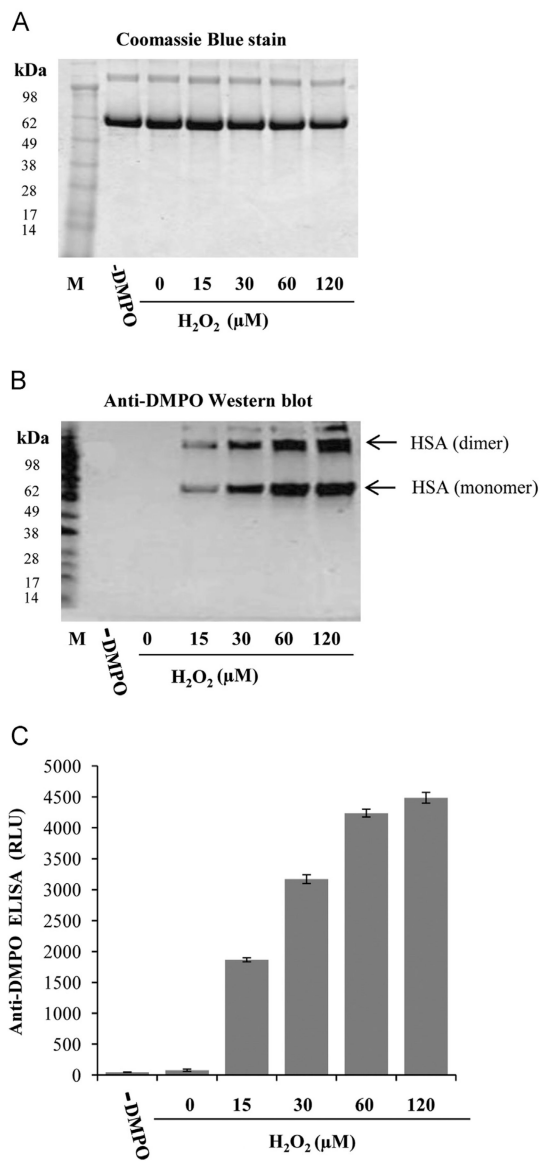 A
Coomassie Blue stain
kDa
98
62
49
38
28
17
14
M
-DMPO
0 15 30 60 120
H₂O₂ (µM)
B
Anti-DMPO Western blot
kDa
98
62
49
38
28
17
14
HSA (dimer)
HSA (monomer)
M
-DMPO
0 15 30 60 120
H₂O₂ (µM)
C
Anti-DMPO ELISA (RLU)
5000
4500
4000
3500
3000
2500
2000
1500
1000
500
0
-DMPO
0 15 30 60 120
H₂O₂ (µM)